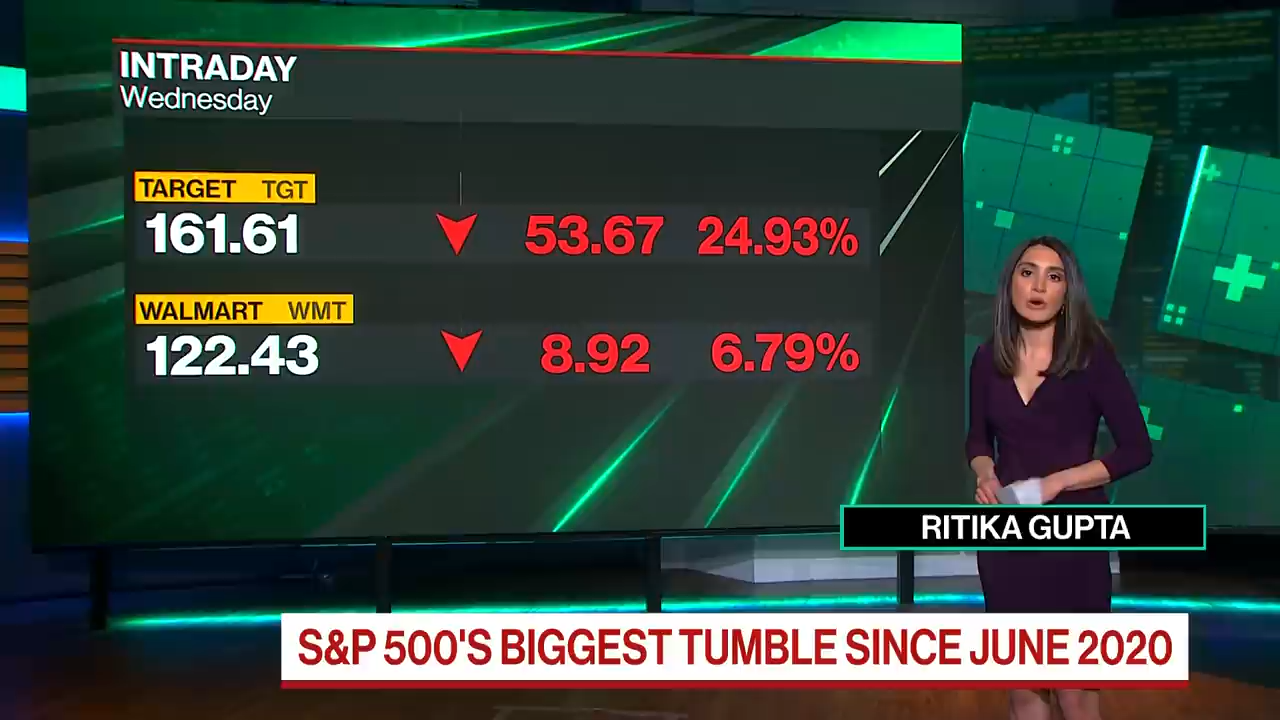 INTRADAY
Wednesday
TARGET TGT
161.61 53.67 24.93%
WALMART WMT
122.43 8.92 6.79%
RITIKA GUPTA
S&P 500'S BIGGEST TUMBLE SINCE JUNE 2020